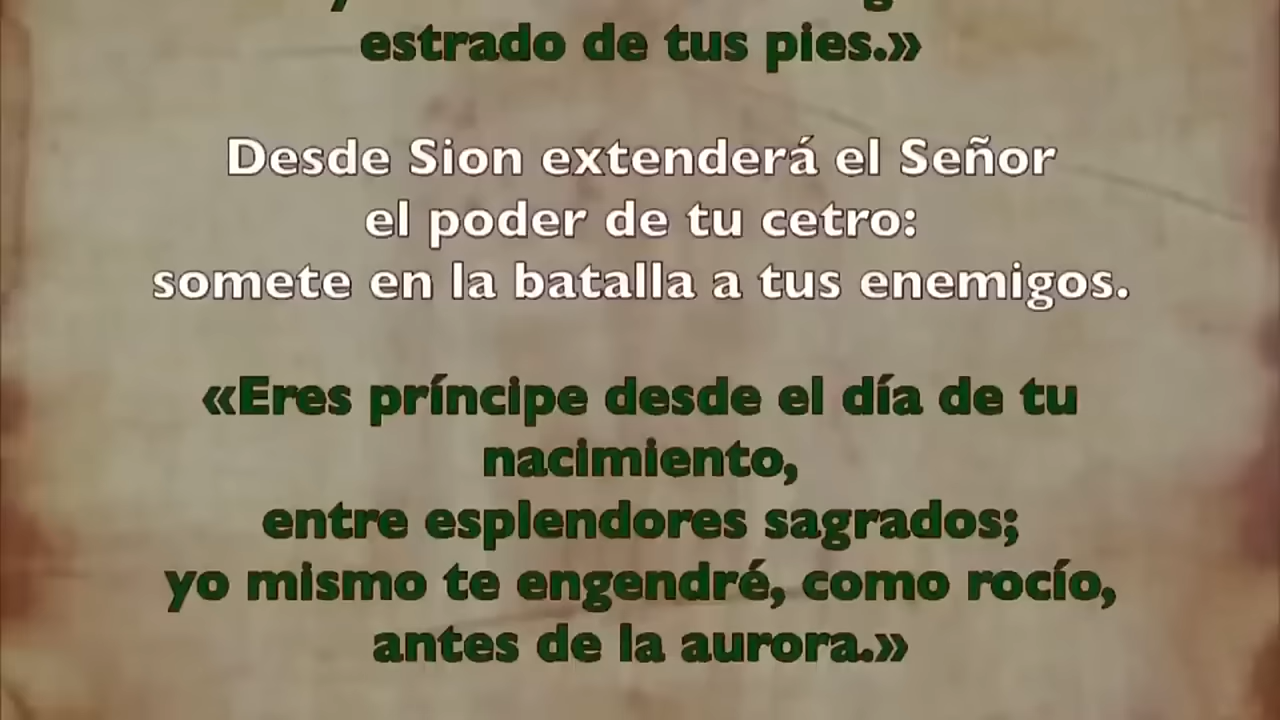 estrado de tus pies.»
Desde Sion extenderá el Señor
el poder de tu cetro:
somete en la batalla a tus enemigos.
«Eres príncipe desde el día de tu
nacimiento,
entre esplendores sagrados;
yo mismo te engendré, como rocío,
antes de la aurora.»